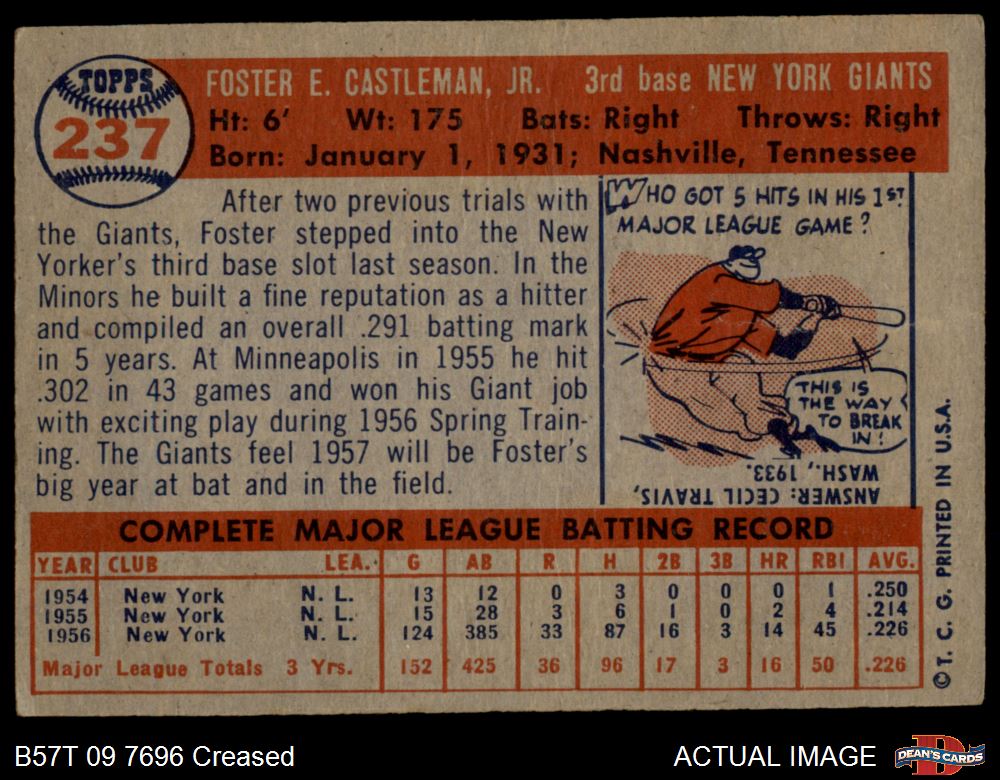 TOPPS
237
FOSTER E. CASTLEMAN, JR. 3rd base NEW YORK GIANTS
Ht: 6' Wt: 175 Bats: Right Throws: Right
Born: January 1, 1931; Nashville, Tennessee
After two previous trials with
the Giants, Foster stepped into the New
Yorker's third base slot last season. In the
Minors he built a fine reputation as a hitter
and compiled an overall .291 batting mark
in 5 years. At Minneapolis in 1955 he hit
.302 in 43 games and won his Giant job
with exciting play during 1956 Spring Train-
ing. The Giants feel 1957 will be Foster's
big year at bat and in the field.
WHO GOT 5 HITS IN HIS 1ST
MAJOR LEAGUE GAME?
THIS IS
THE WAY
TO BREAK
IN!
ANSWER: CECIL TRAVIS,
WASH., 1933.
COMPLETE MAJOR LEAGUE BATTING RECORD
YEAR CLUB LEA. G AB R H 2B 3B HR RBI AVG.
1954 New York N. L. 13 12 0 3 0 0 0 1 .250
1955 New York N. L. 15 28 3 6 1 0 2 4 .214
1956 New York N. L. 124 385 33 87 16 3 14 45 .226
Major League Totals 3 Yrs. 152 425 36 96 17 3 16 50 .226
© T. C. G. PRINTED IN U.S.A.
B57T 09 7696 Creased
ACTUAL IMAGE
DEAN'S CARDS